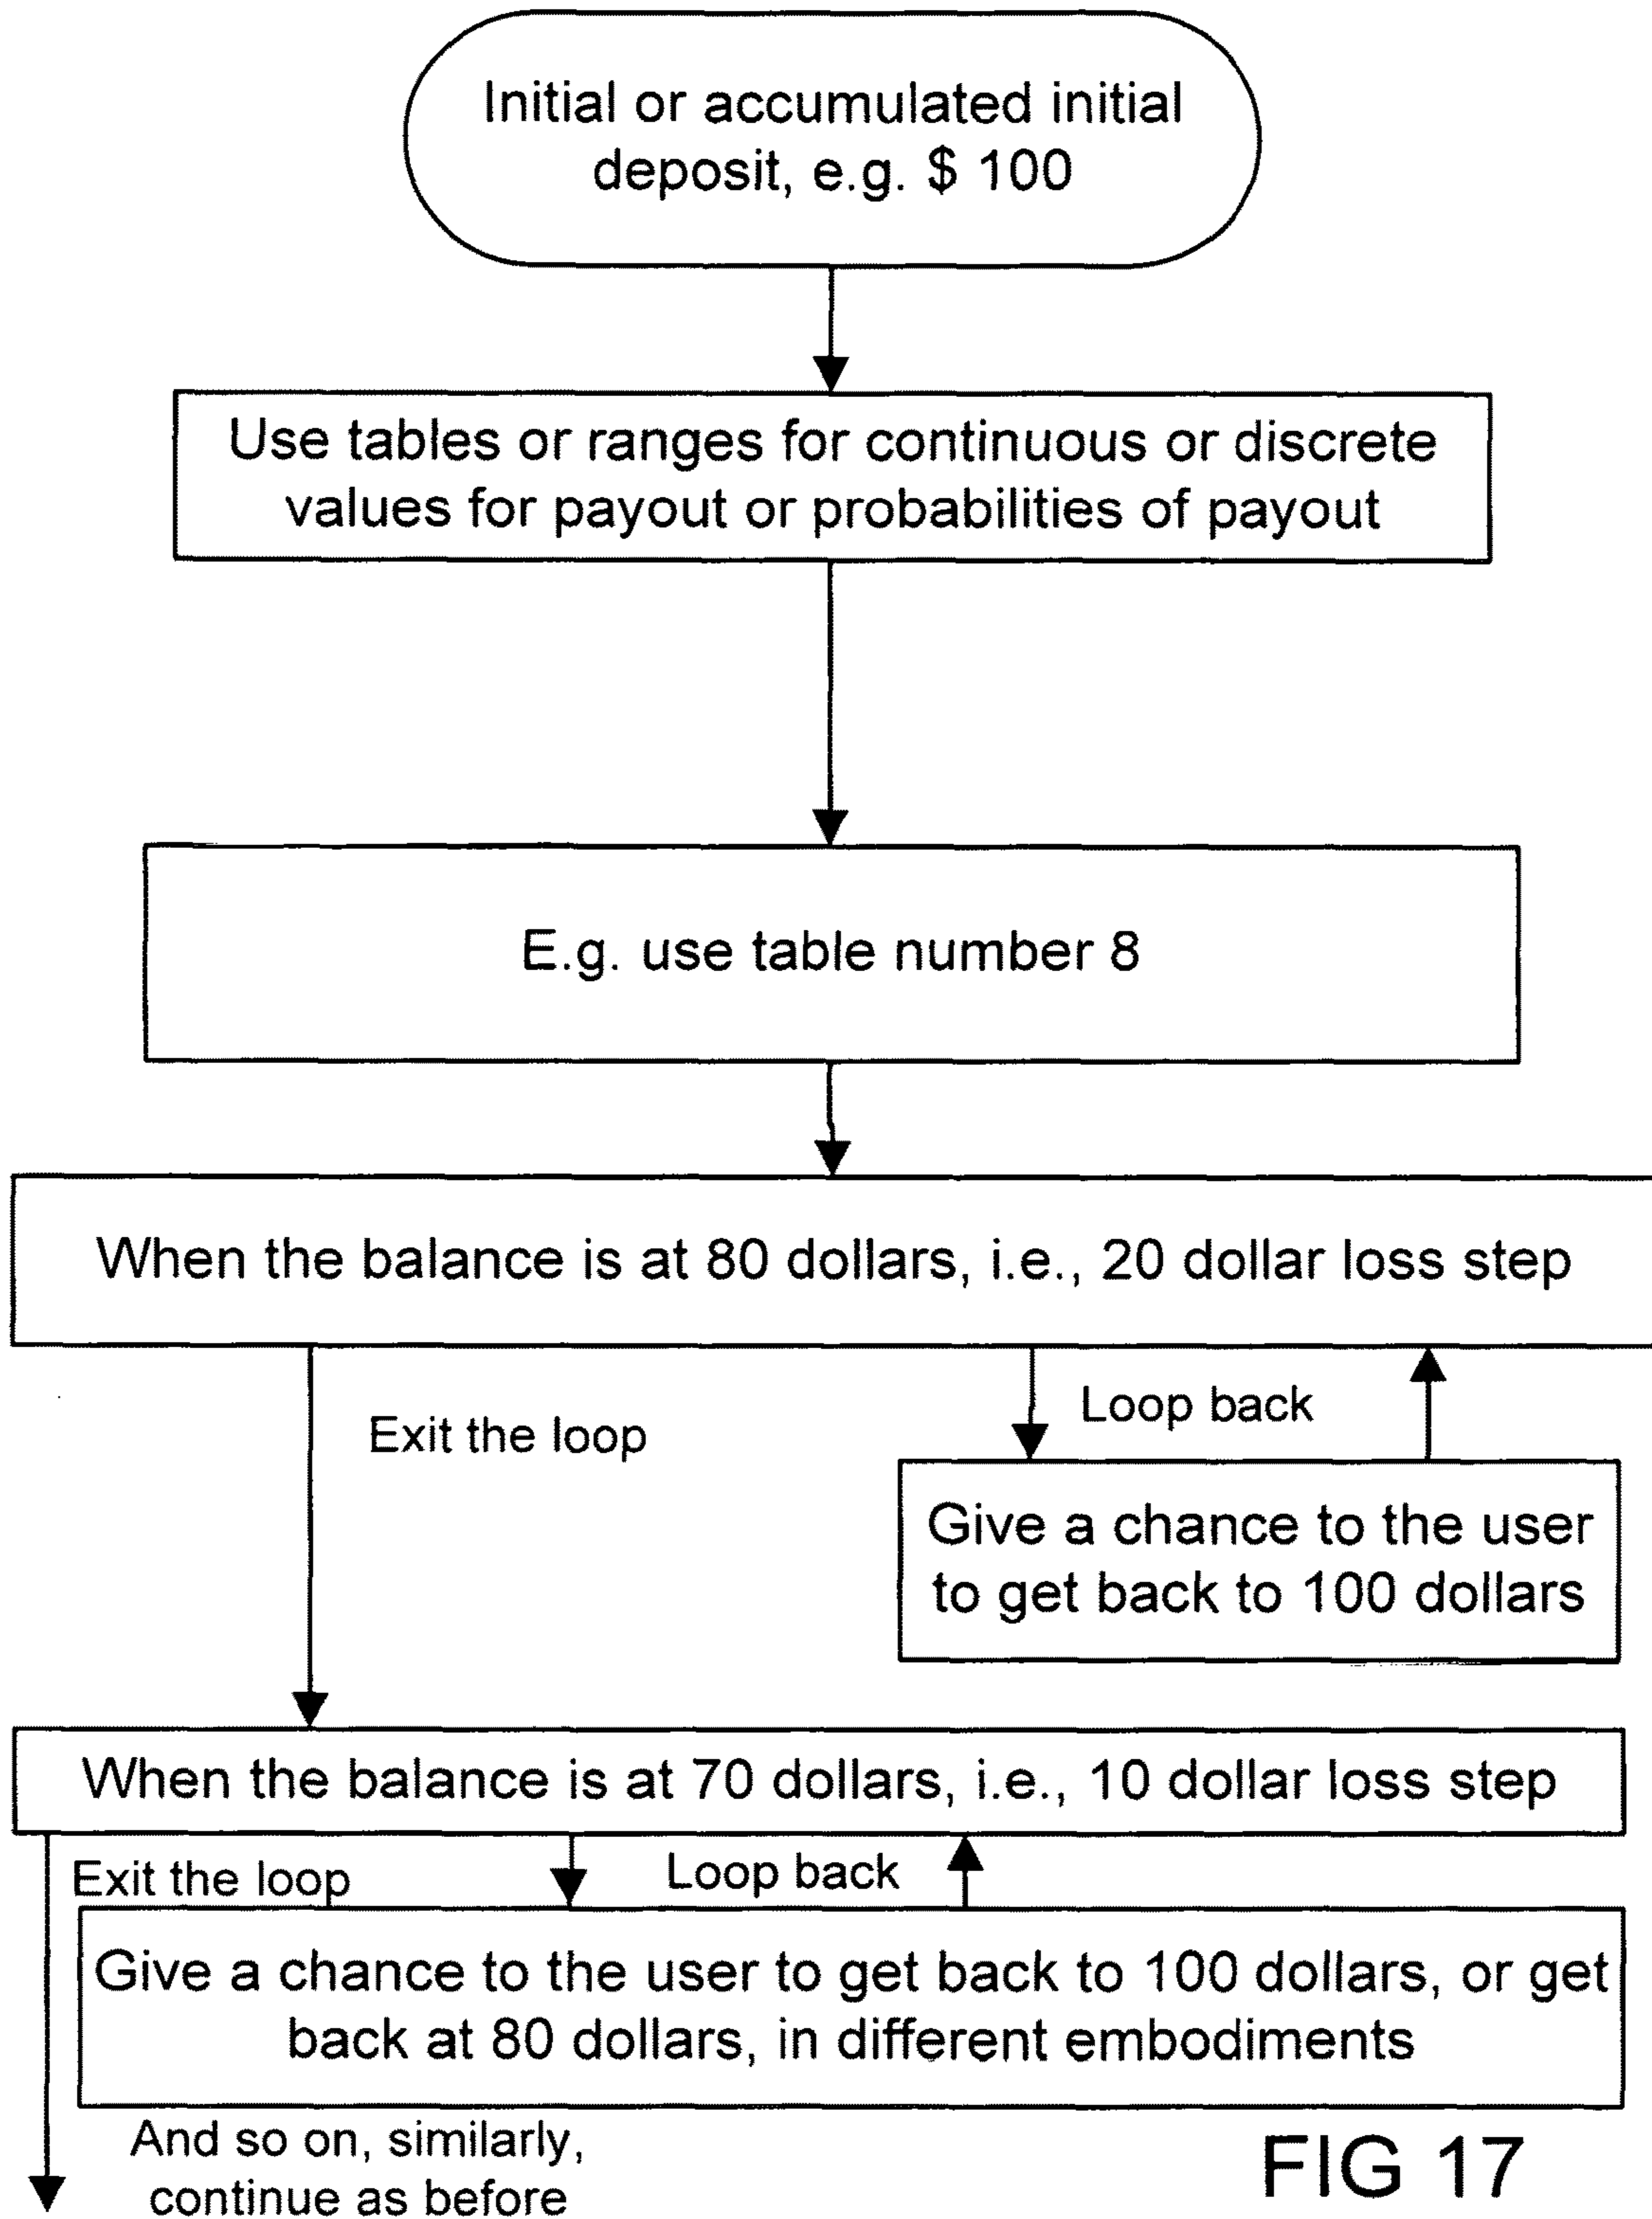 Initial or accumulated initial
deposit, e.g. $ 100
Use tables or ranges for continuous or discrete
values for payout or probabilities of payout
E.g. use table number 8
When the balance is at 80 dollars, i.e., 20 dollar loss step
Exit the loop
Loop back
Give a chance to the user
to get back to 100 dollars
When the balance is at 70 dollars, i.e., 10 dollar loss step
Exit the loop
Loop back
Give a chance to the user to get back to 100 dollars, or get
back at 80 dollars, in different embodiments
And so on, similarly,
continue as before
FIG 17